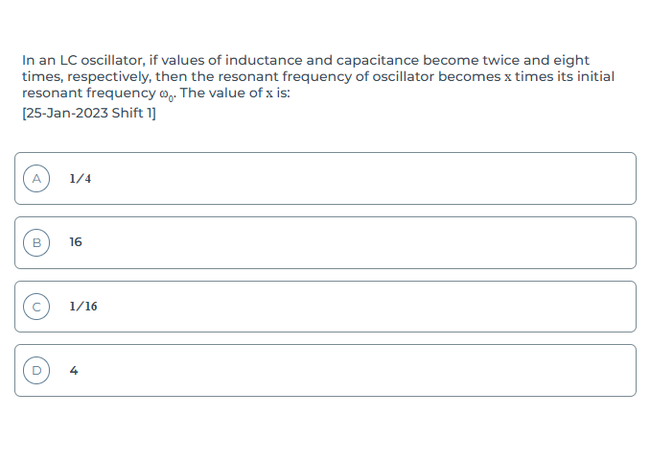 In an LC oscillator, if values of inductance and capacitance become twice and eight
times, respectively, then the resonant frequency of oscillator becomes x times its initial
resonant frequency ω₀. The value of x is:
[25-Jan-2023 Shift 1]
A 1/4
B 16
C 1/16
D 4